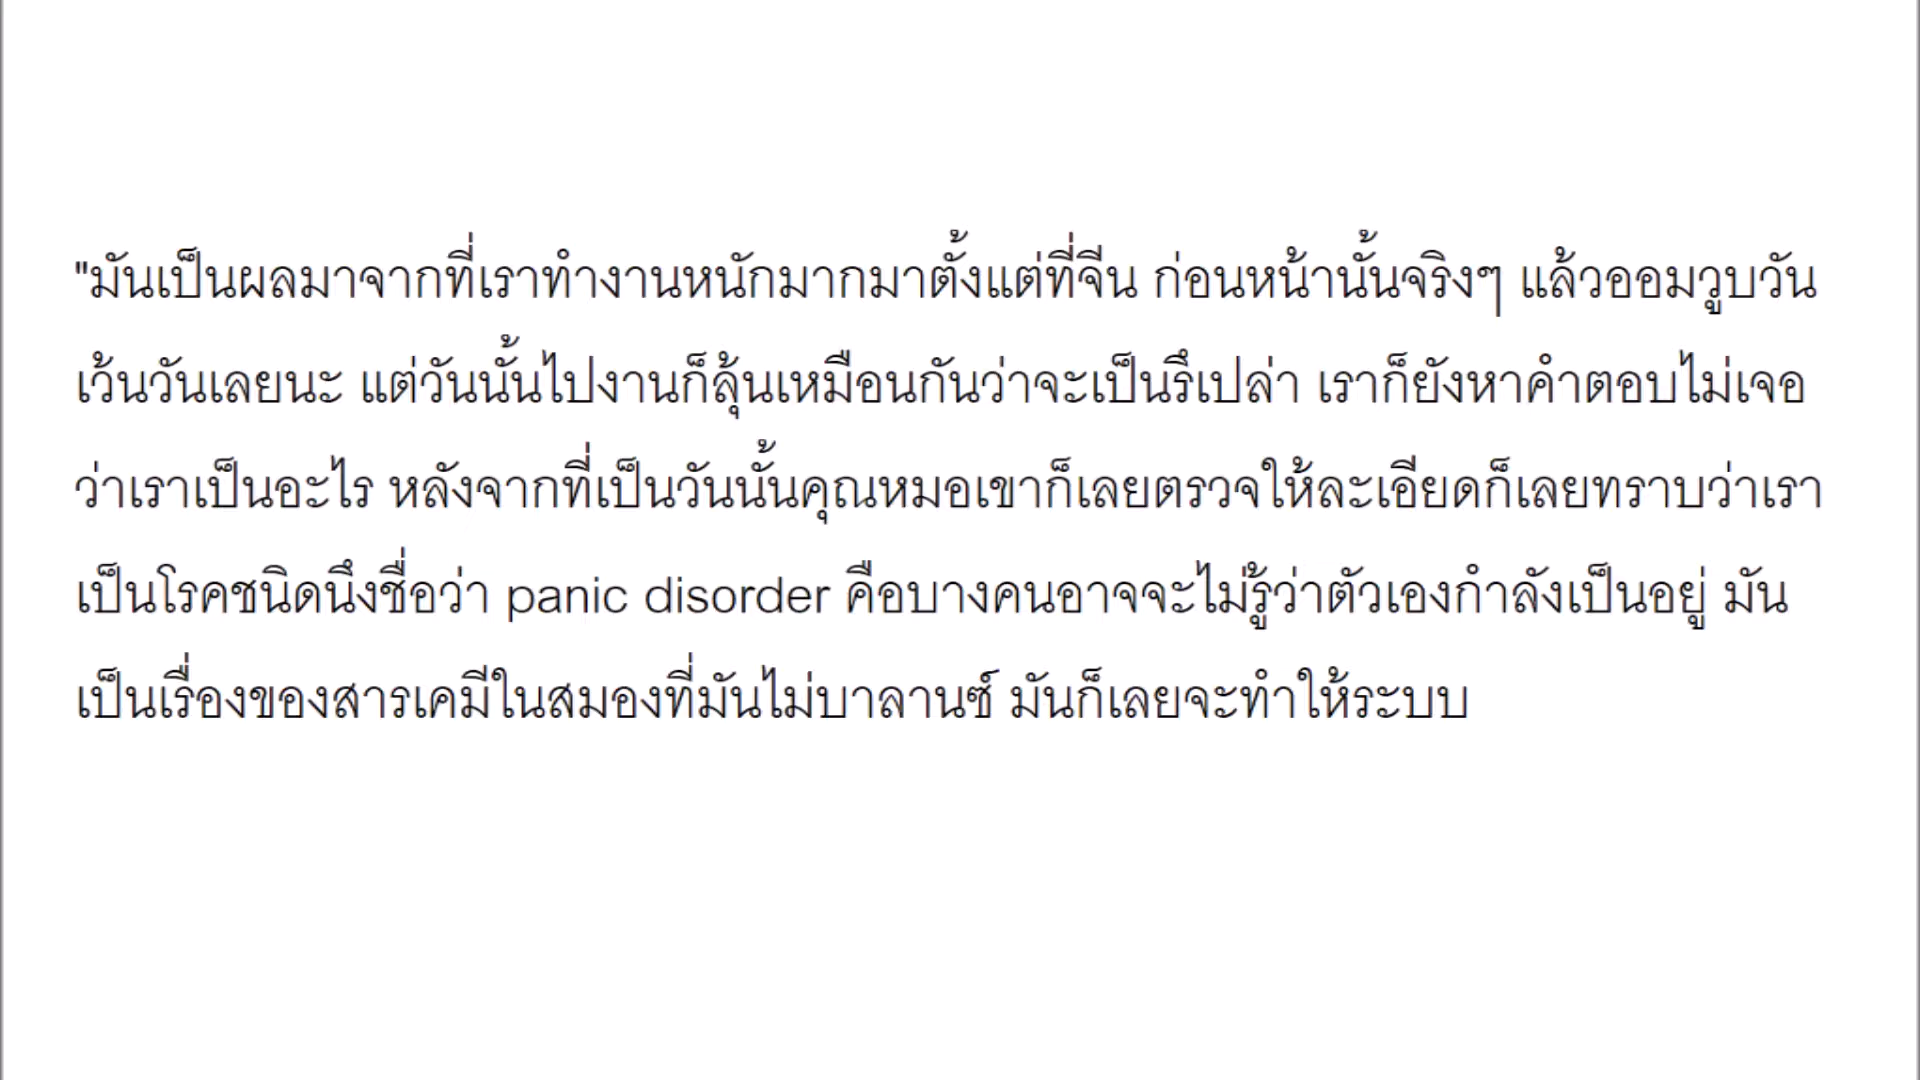 "มันเป็นผลมาจากที่เราทำงานหนักมากมาตั้งแต่ที่จีน ก่อนหน้านั้นจริงๆ แล้วออมวูบวัน
เว้นวันเลยนะ แต่วันนั้นไปงานก็ลุ้นเหมือนกันว่าจะเป็นรึเปล่า เราก็ยังหาคำตอบไม่เจอ
ว่าเราเป็นอะไร หลังจากที่เป็นวันนั้นคุณหมอเขาก็เลยตรวจให้ละเอียดก็เลยทราบว่าเรา
เป็นโรคชนิดนึงชื่อว่า panic disorder คือบางคนอาจจะไม่รู้ว่าตัวเองกำลังเป็นอยู่ มัน
เป็นเรื่องของสารเคมีในสมองที่มันไม่บาลานซ์ มันก็เลยจะทำให้ระบบ